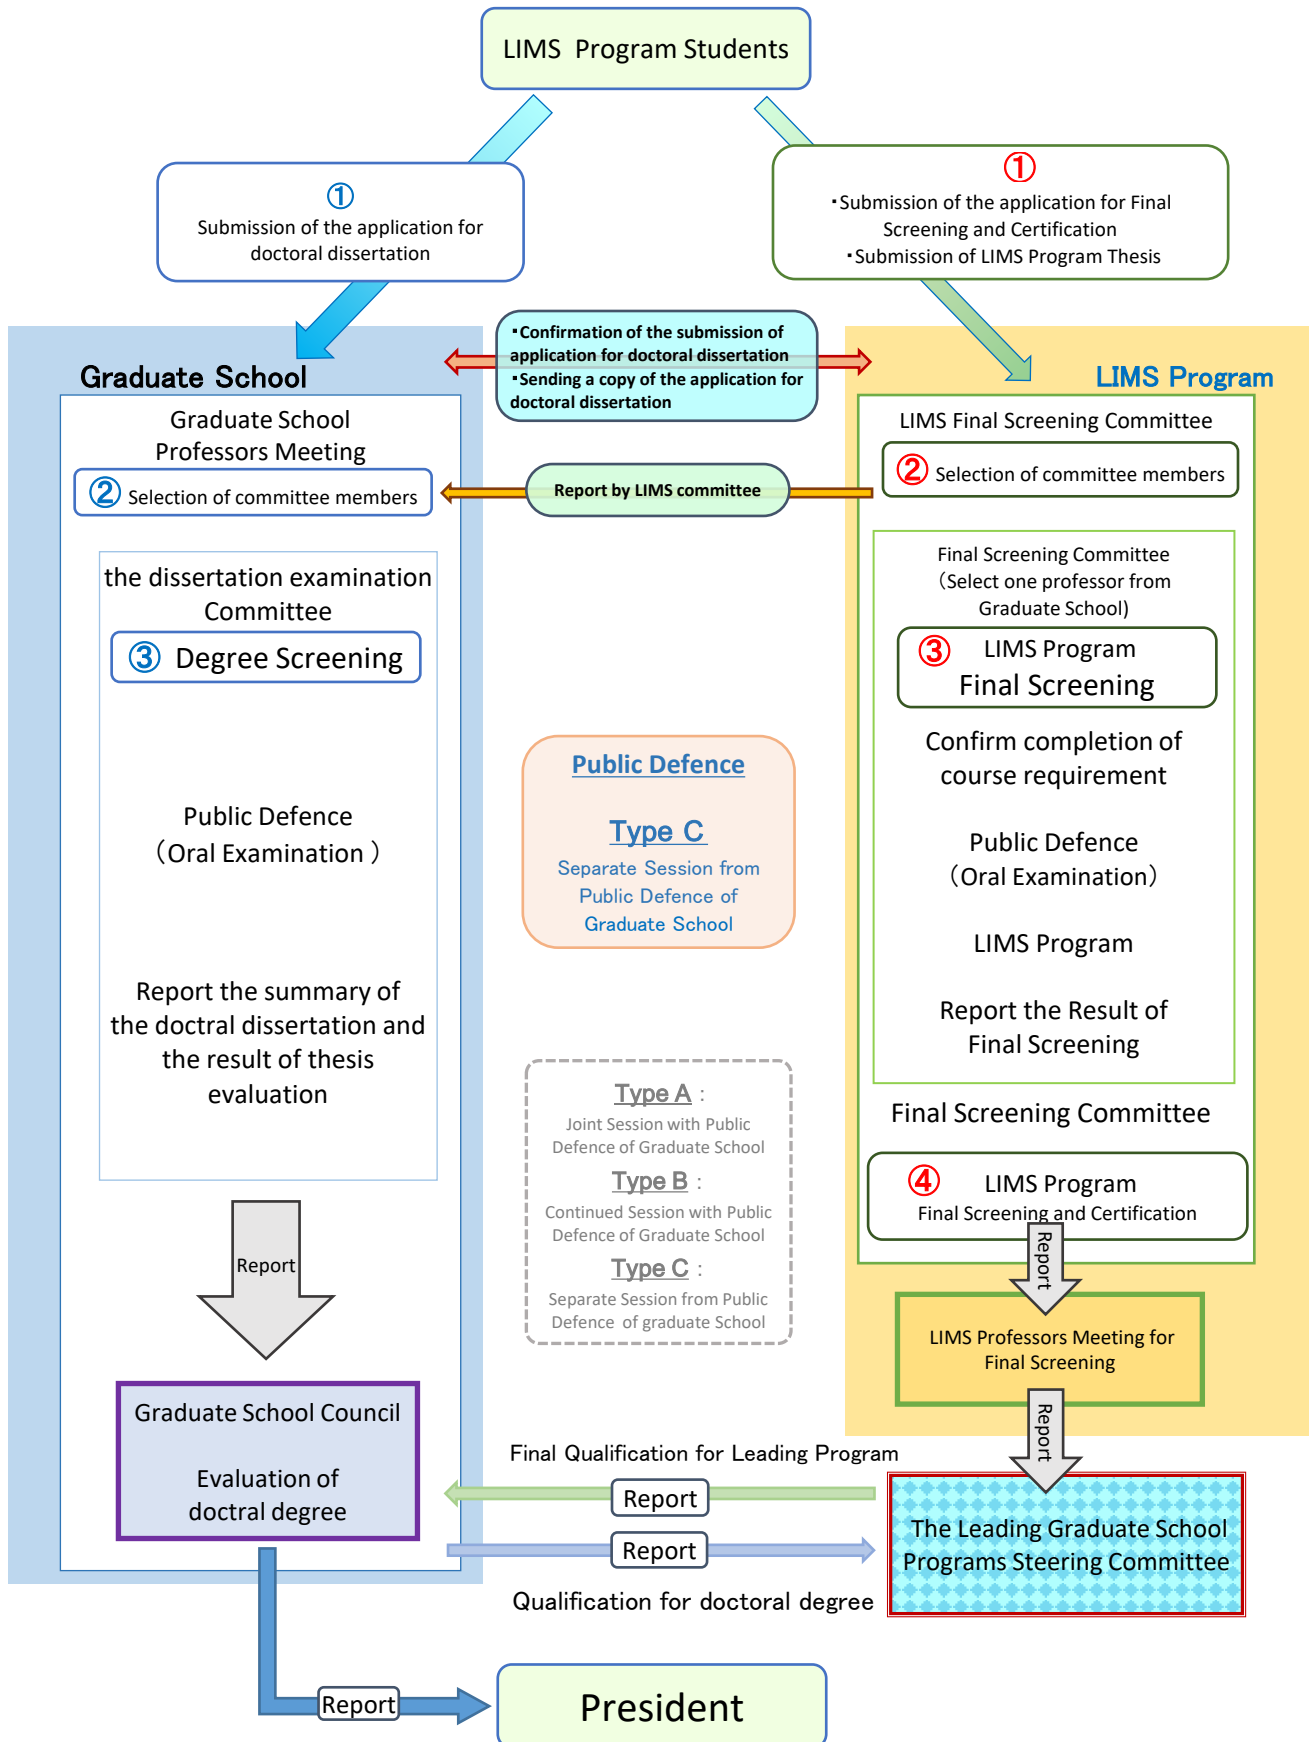 LIMS Program Students
①
Submission of the application for
doctoral dissertation
①
・Submission of the application for Final
Screening and Certification
・Submission of LIMS Program Thesis
・Confirmation of the submission of
application for doctoral dissertation
・Sending a copy of the application for
doctoral dissertation
Graduate School
Graduate School
Professors Meeting
② Selection of committee members
Report by LIMS committee
LIMS Program
LIMS Final Screening Committee
② Selection of committee members
the dissertation examination
Committee
③ Degree Screening
Public Defence
（Oral Examination ）
Report the summary of
the doctral dissertation and
the result of thesis
evaluation
Report
Graduate School Council
Evaluation of
doctral degree
Public Defence
Type C
Separate Session from
Public Defence of
Graduate School
Type A :
Joint Session with Public
Defence of Graduate School
Type B :
Continued Session with Public
Defence of Graduate School
Type C :
Separate Session from Public
Defence of graduate School
Final Screening Committee
（Select one professor from
Graduate School)
③ LIMS Program
Final Screening
Confirm completion of
course requirement
Public Defence
（Oral Examination）
LIMS Program
Report the Result of
Final Screening
Final Screening Committee
④ LIMS Program
Final Screening and Certification
Report
LIMS Professors Meeting for
Final Screening
Report
Final Qualification for Leading Program
Report
Report
Qualification for doctoral degree
The Leading Graduate School
Programs Steering Committee
Report
President